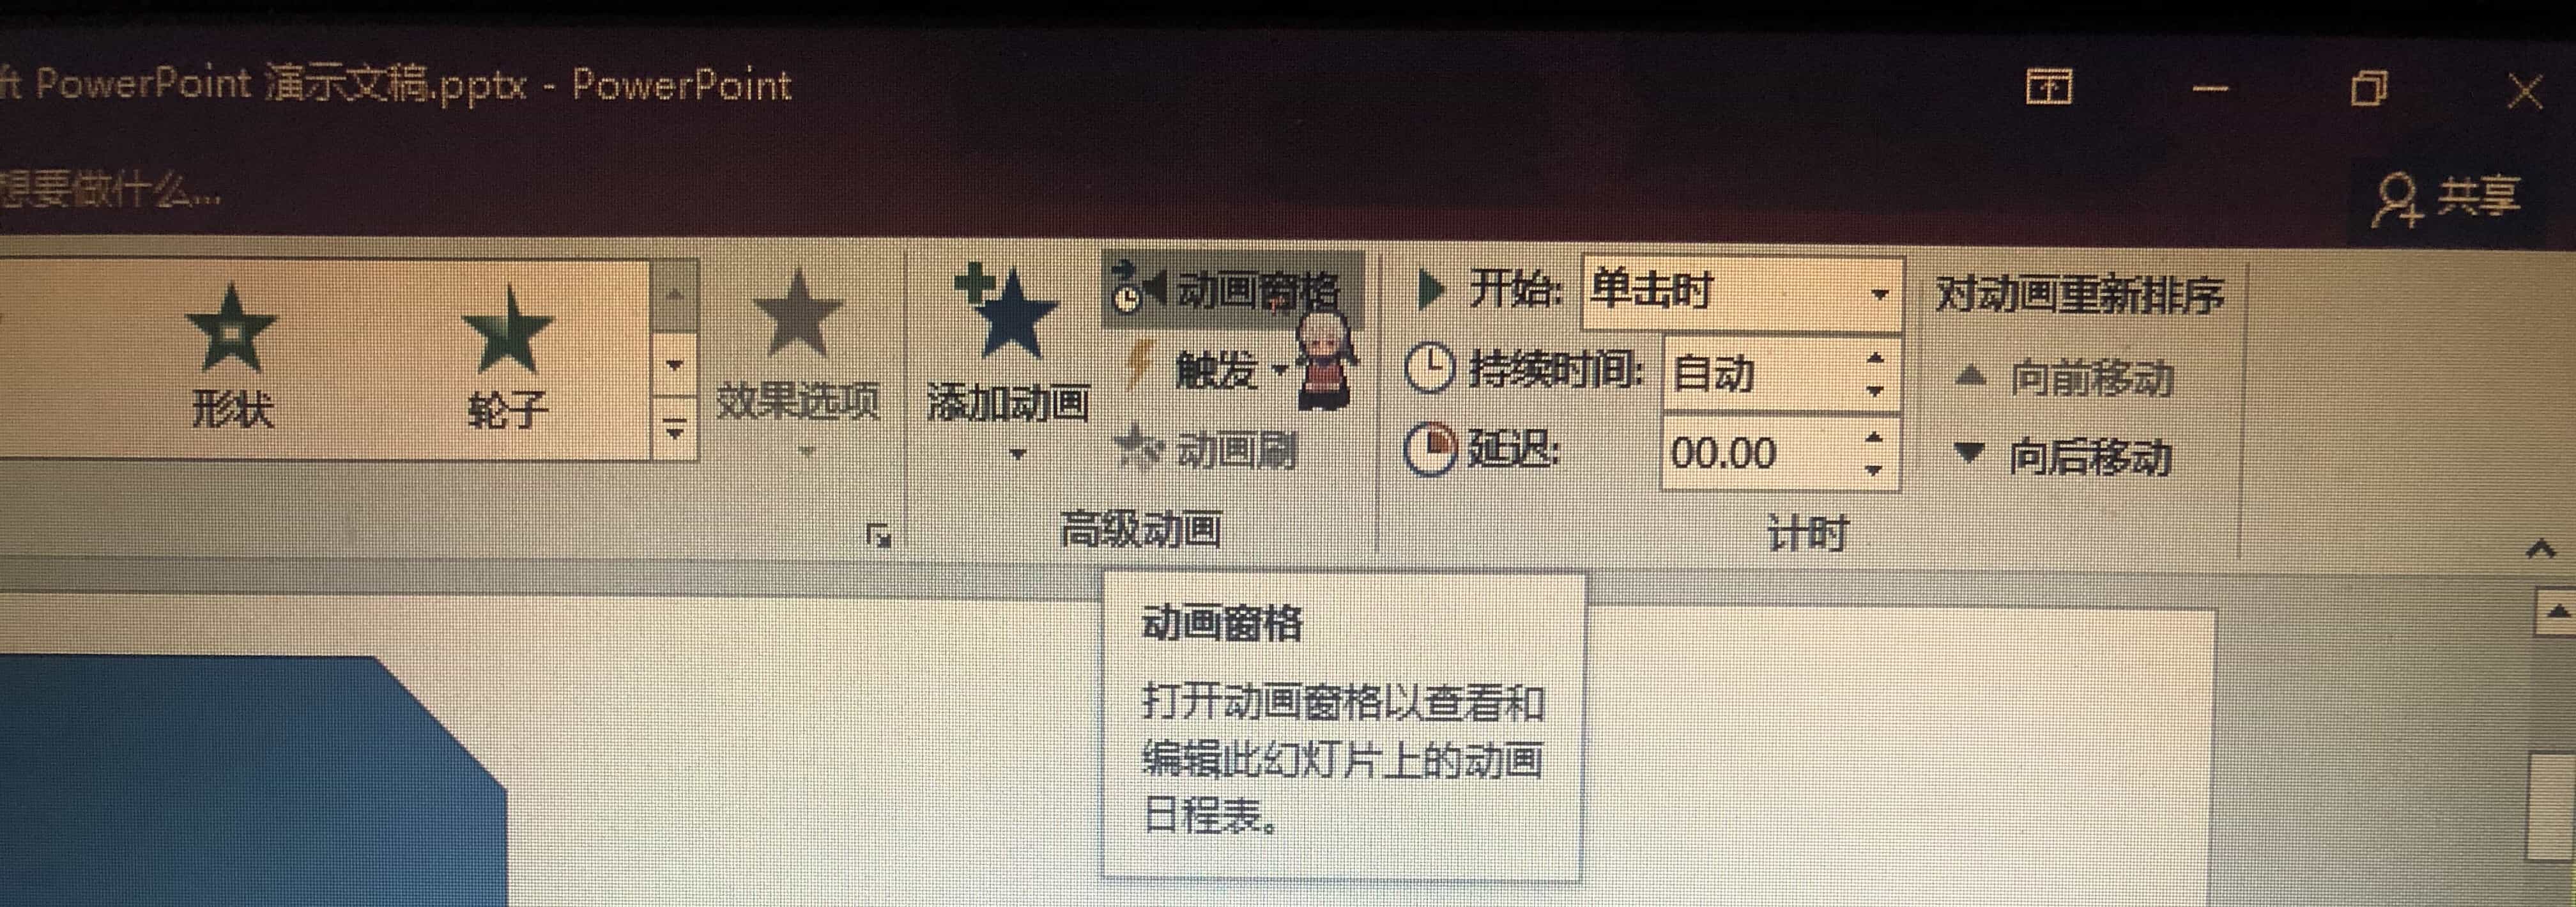 PowerPoint 演示文稿.pptx - PowerPoint
想要做什么...
共享
形状
轮子
效果选项
添加动画
动画窗格
触发
动画刷
高级动画
开始: 单击时
持续时间: 自动
延迟: 00.00
对动画重新排序
向前移动
向后移动
计时
动画窗格
打开动画窗格以查看和
编辑此幻灯片上的动画
日程表。